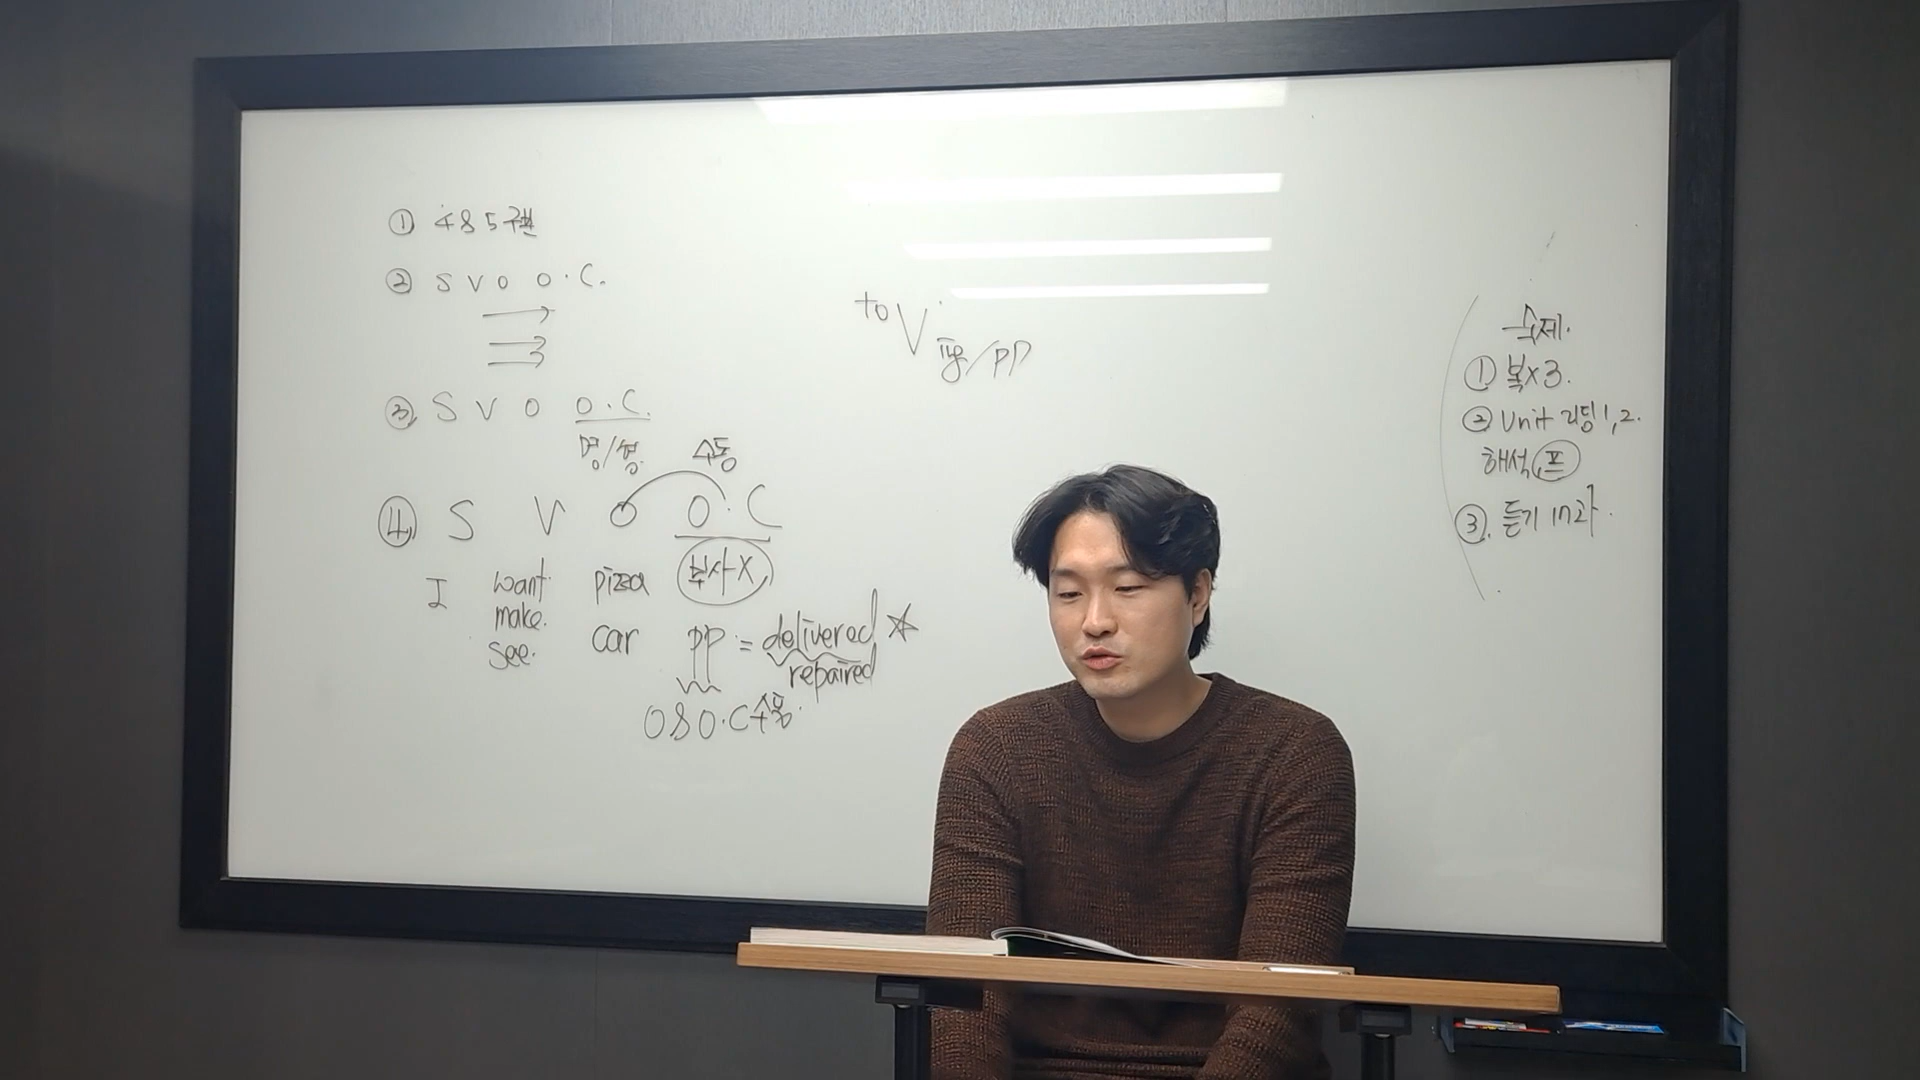 ① 485구현
② S V O O.C.
③ S V O O.C.
명/형
수동
④ S V O O.C
I want pizza 부사X
make.
see. car pp = delivered ☆
repaired
O & O.C 수동.
to V ing/pp
숙제.
① 복x3.
② Unit 리딩 1,2.
해석 프
③. 듣기 17과.